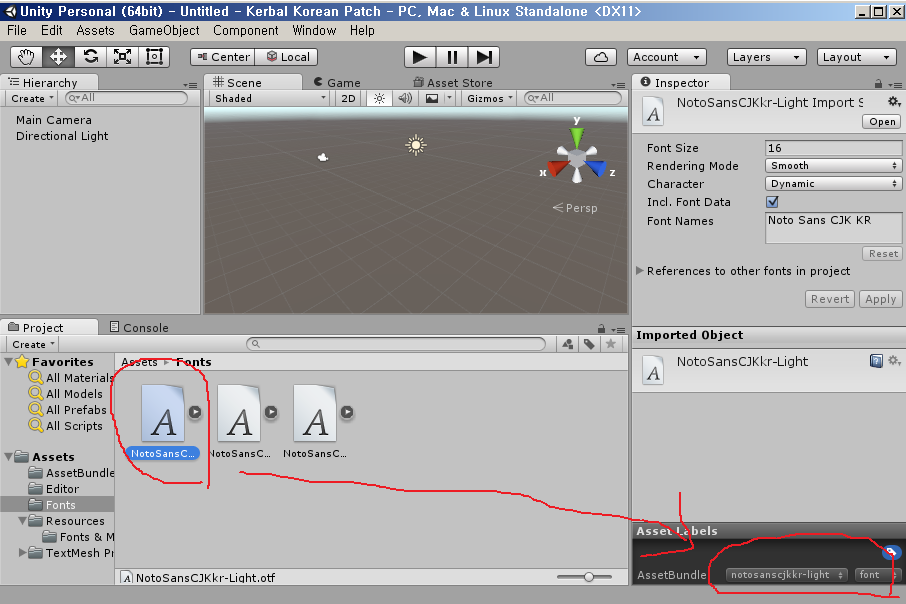 Unity Personal (64bit) - Untitled - Kerbal Korean Patch - PC, Mac & Linux Standalone <DX11>
File Edit Assets GameObject Component Window Help
Center Local Account Layers Layout
Hierarchy
Create All
Main Camera
Directional Light
Scene Game Asset Store
Shaded 2D Gizmos All
y
x z
Persp
Inspector
NotoSansCJKkr-Light Import S
Open
Font Size 16
Rendering Mode Smooth
Character Dynamic
Incl. Font Data
Font Names Noto Sans CJK KR
Reset
References to other fonts in project
Revert Apply
Imported Object
NotoSansCJKkr-Light
Project Console
Create
Favorites
All Materials
All Models
All Prefabs
All Scripts
Assets
AssetBundle
Editor
Fonts
Resources
Fonts & M
TextMesh Pr
Assets Fonts
A A A
NotoSansC... NotoSansC... NotoSansC...
NotoSansCJKkr-Light.otf
Asset Labels
AssetBundle notosanscjkkr-light font